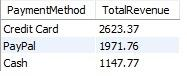 PaymentMethod TotalRevenue
Credit Card 2623.37
PayPal 1971.76
Cash 1147.77